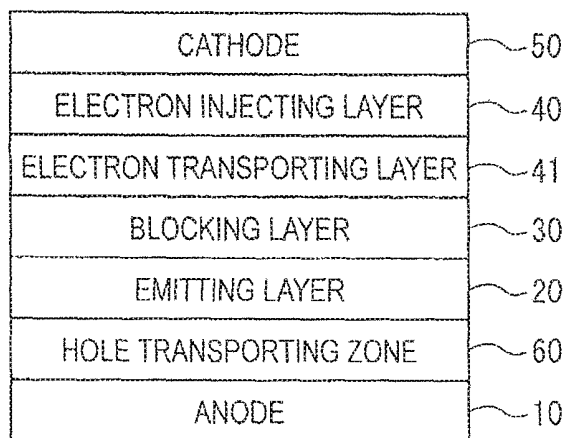 CATHODE 50
ELECTRON INJECTING LAYER 40
ELECTRON TRANSPORTING LAYER 41
BLOCKING LAYER 30
EMITTING LAYER 20
HOLE TRANSPORTING ZONE 60
ANODE 10